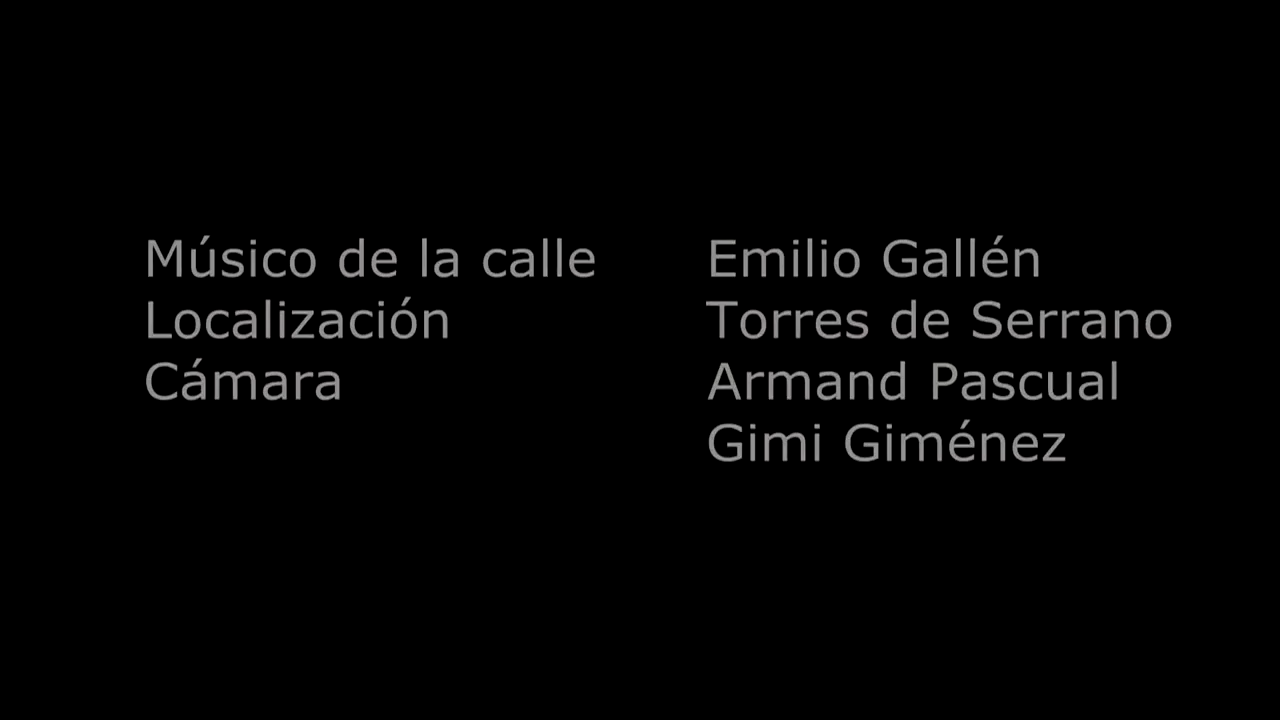 Músico de la calle Emilio Gallén
Localización Torres de Serrano
Cámara Armand Pascual
Gimi Giménez